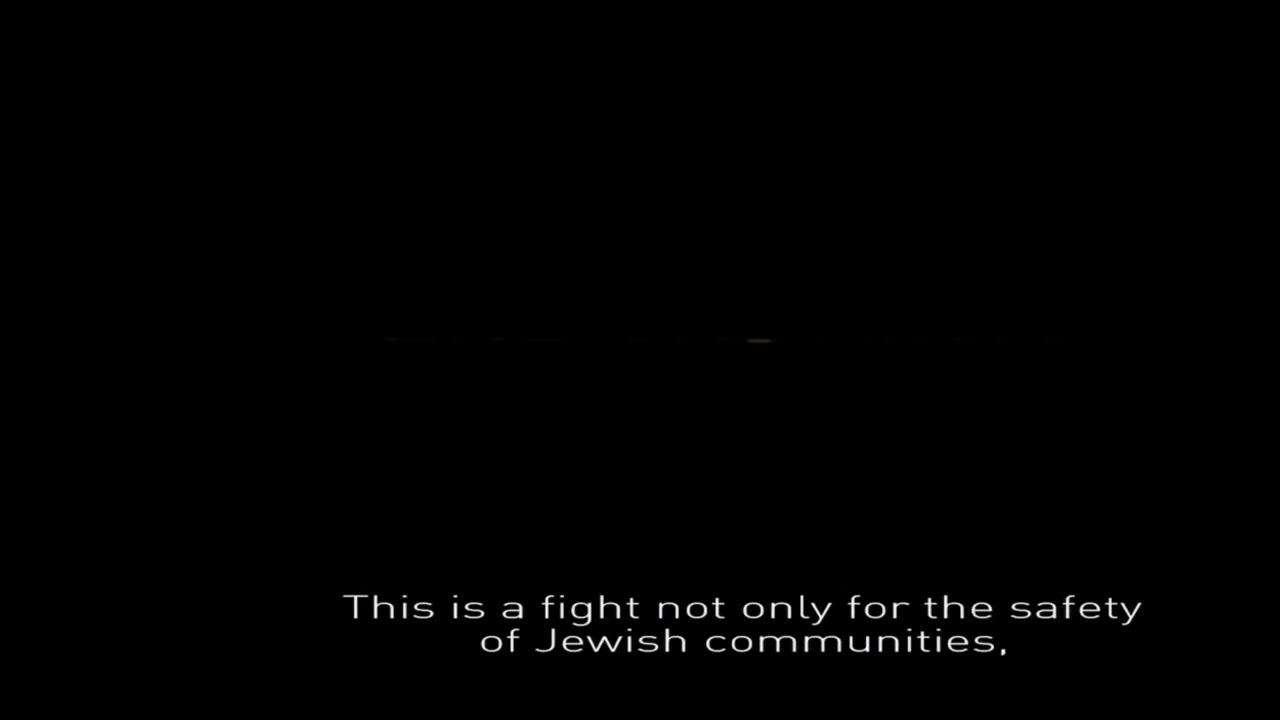 This is a fight not only for the safety
of Jewish communities,